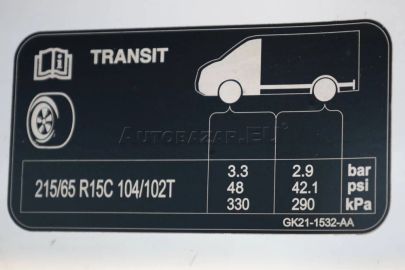 TRANSIT
AUTOBAZAR.EU
3.3 2.9 bar
215/65 R15C 104/102T 48 42.1 psi
330 290 kPa
GK21-1532-AA